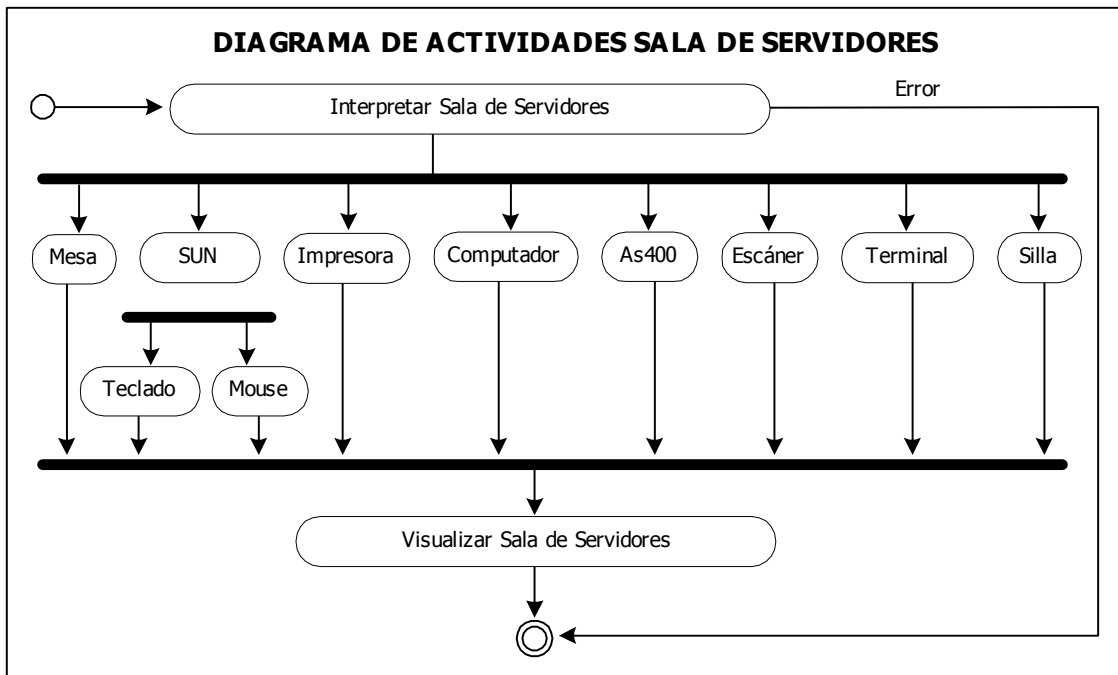 DIAGRAMA DE ACTIVIDADES SALA DE SERVIDORES
Error
Interpretar Sala de Servidores
Mesa SUN Impresora Computador As400 Escáner Terminal Silla
Teclado Mouse
Visualizar Sala de Servidores